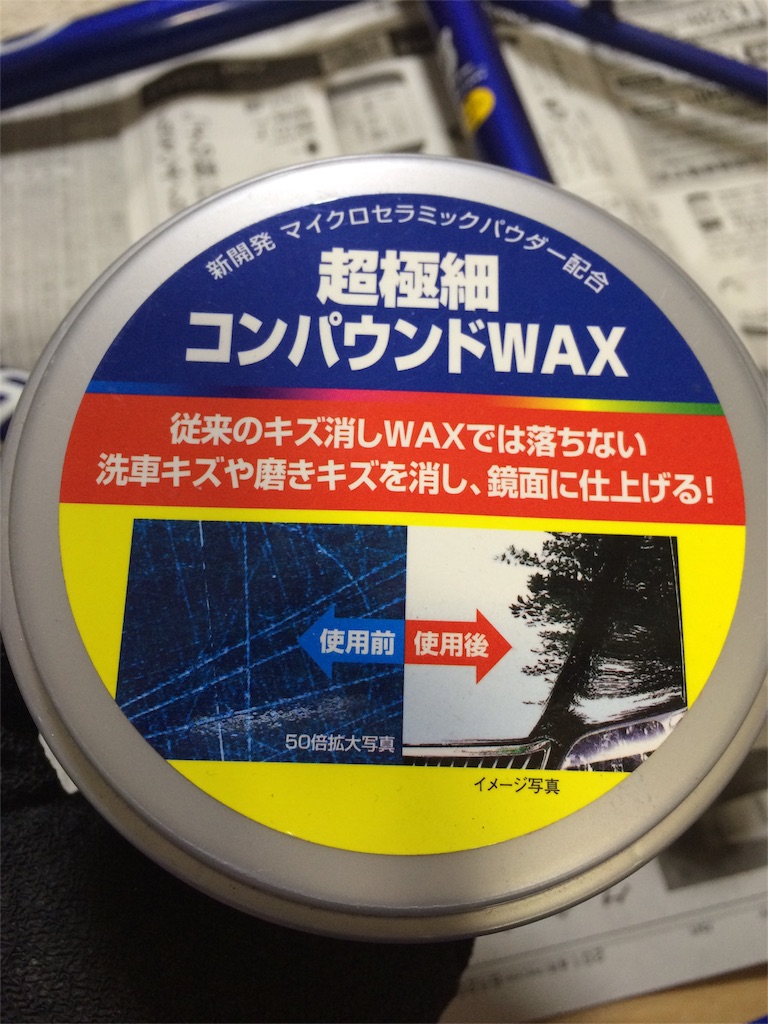 新開発 マイクロセラミックパウダー配合
超極細
コンパウンドWAX
従来のキズ消しWAXでは落ちない
洗車キズや磨きキズを消し、鏡面に仕上げる!
使用前
使用後
50倍拡大写真
イメージ写真